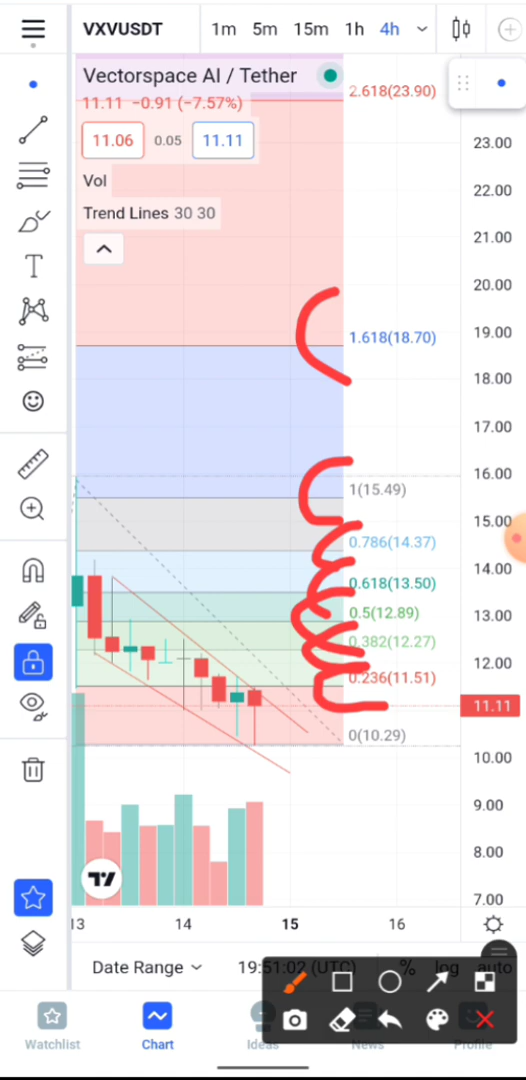 VXVUSDT 1m 5m 15m 1h 4h
Vectorspace AI / Tether
11.11 −0.91 (−7.57%)
11.06 0.05 11.11
Vol
Trend Lines 30 30
2.618(23.90)
1.618(18.70)
1(15.49)
0.786(14.37)
0.618(13.50)
0.5(12.89)
0.382(12.27)
0.236(11.51)
0(10.29)
23.00
22.00
21.00
20.00
19.00
18.00
17.00
16.00
15.00
14.00
13.00
12.00
11.11
10.00
9.00
8.00
7.00
13 14 15 16
Date Range 19:51:02 (UTC) % log auto
Watchlist Chart Ideas News Profile